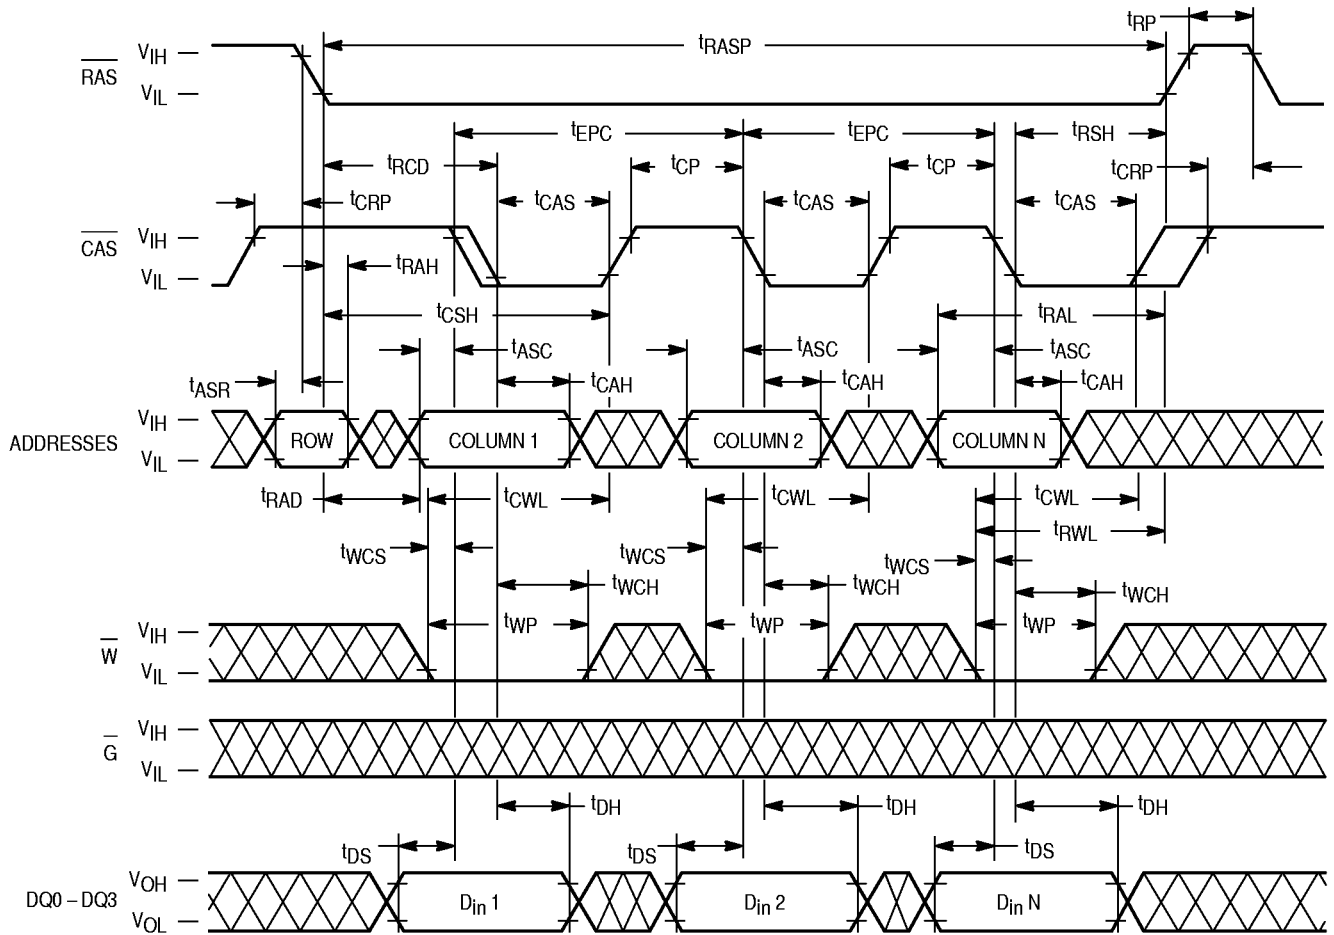 tRP
VIH
tRASP
RAS
VIL
tEPC
tEPC
tRSH
tRCD
tCP
tCP
tCRP
tCRP
tCAS
tCAS
tCAS
VIH
CAS
VIL
tRAH
tCSH
tRAL
tASC
tASC
tASC
tASR
tCAH
tCAH
tCAH
VIH
ADDRESSES
ROW
COLUMN 1
COLUMN 2
COLUMN N
VIL
tRAD
tCWL
tCWL
tCWL
tRWL
tWCS
tWCS
tWCS
tWCH
tWCH
tWCH
tWP
tWP
tWP
VIH
W
VIL
VIH
G
VIL
tDH
tDH
tDH
tDS
tDS
tDS
VOH
DQ0 – DQ3
Din 1
Din 2
Din N
VOL